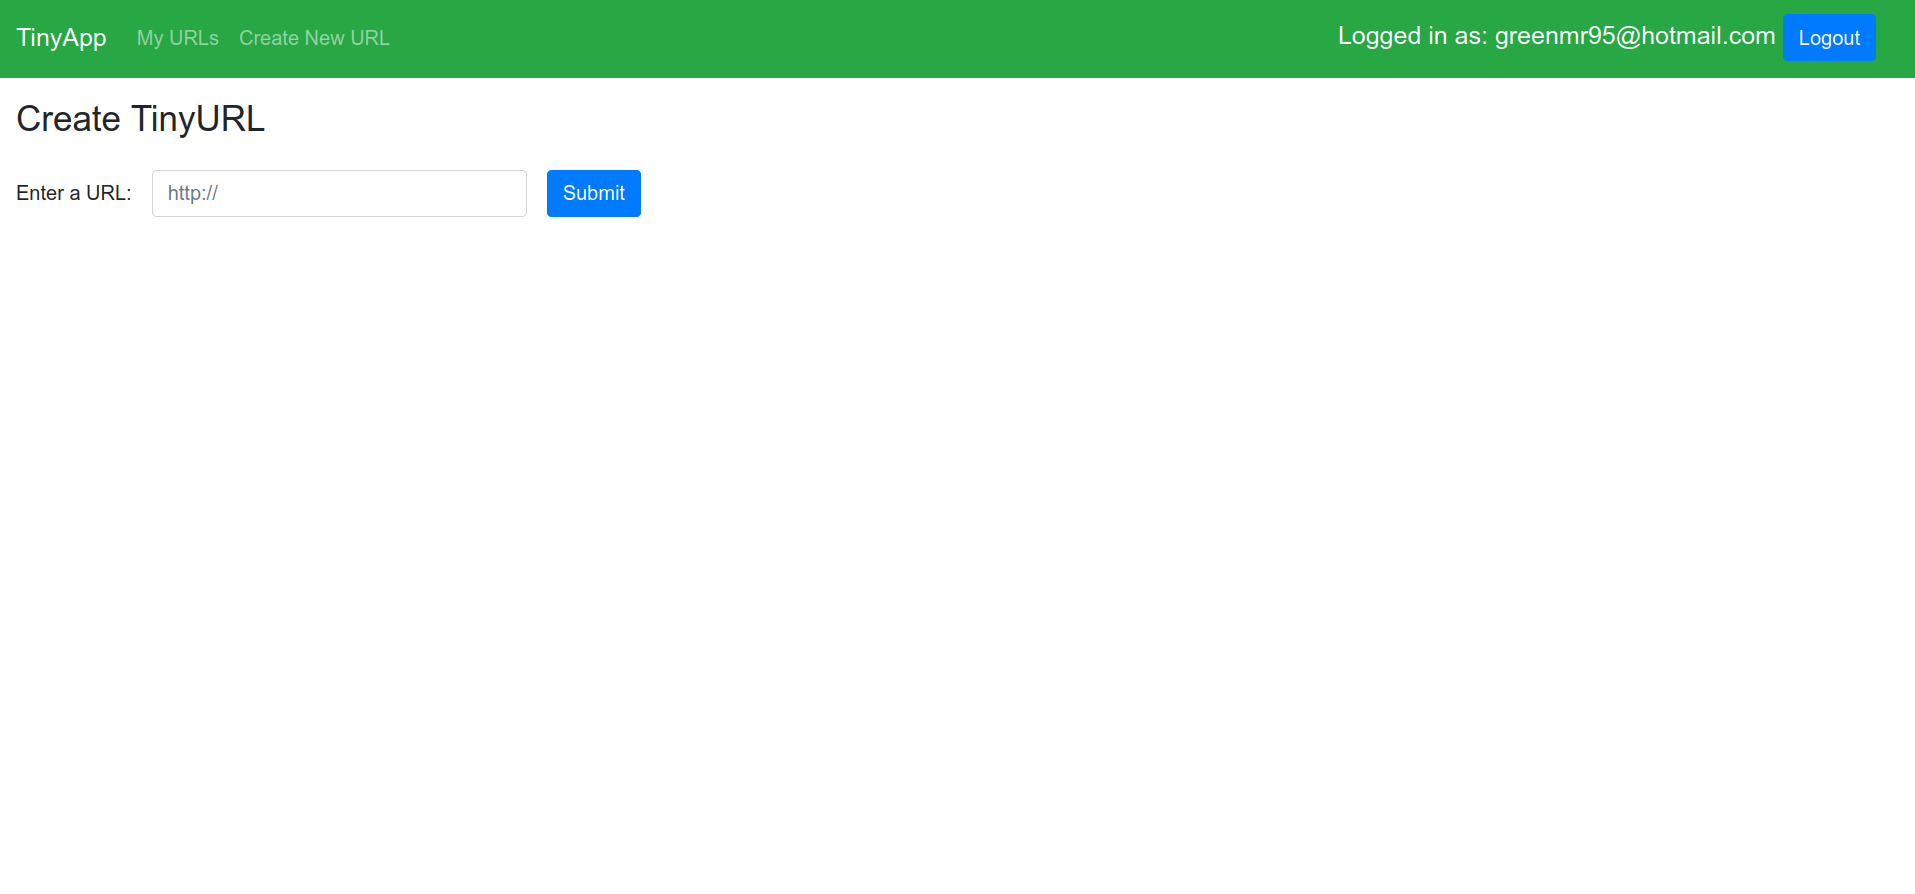 TinyApp My URLs Create New URL Logged in as: greenmr95@hotmail.com Logout
Create TinyURL
Enter a URL: http:// Submit